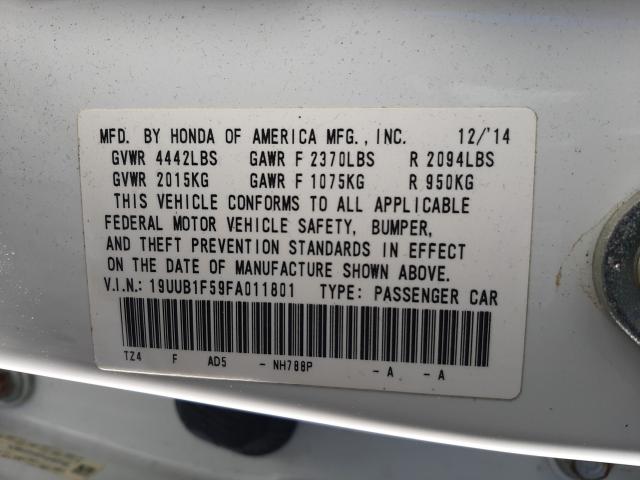 MFD. BY HONDA OF AMERICA MFG., INC. 12/'14
GVWR 4442LBS GAWR F 2370LBS R 2094LBS
GVWR 2015KG GAWR F 1075KG R 950KG
THIS VEHICLE CONFORMS TO ALL APPLICABLE
FEDERAL MOTOR VEHICLE SAFETY, BUMPER,
AND THEFT PREVENTION STANDARDS IN EFFECT
ON THE DATE OF MANUFACTURE SHOWN ABOVE.
V.I.N.: 19UUB1F59FA011801 TYPE: PASSENGER CAR
TZ4 F AD5 - NH788P - A - A